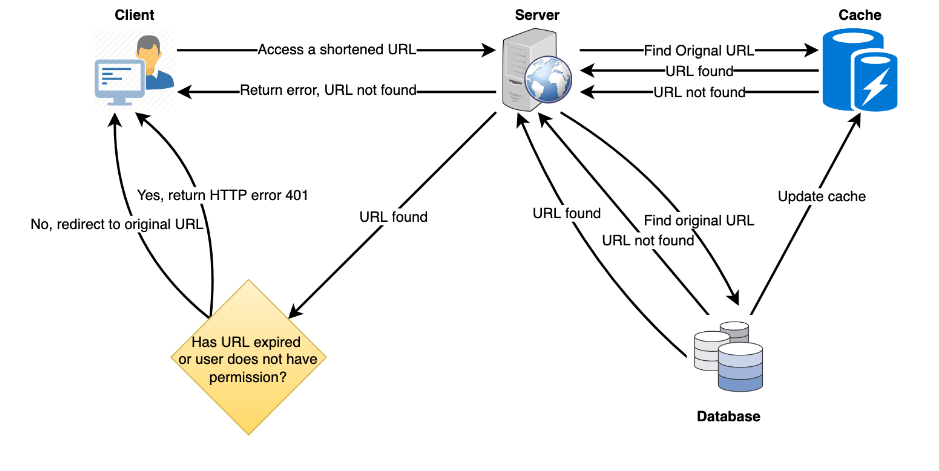 Client
Server
Cache
Access a shortened URL
Find Orignal URL
URL found
Return error, URL not found
URL not found
Yes, return HTTP error 401
Update cache
No, redirect to original URL
URL found
URL found
Find original URL
URL not found
Has URL expired
or user does not have
permission?
Database